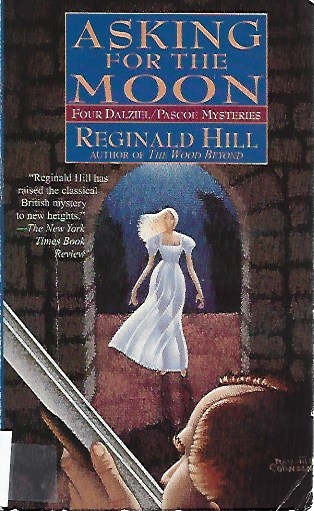 ASKING
FOR THE
MOON
FOUR DALZIEL/PASCOE MYSTERIES
REGINALD HILL
AUTHOR OF THE WOOD BEYOND
"Reginald Hill has
raised the classical
British mystery
to new heights."
—The New York
Times Book
Review